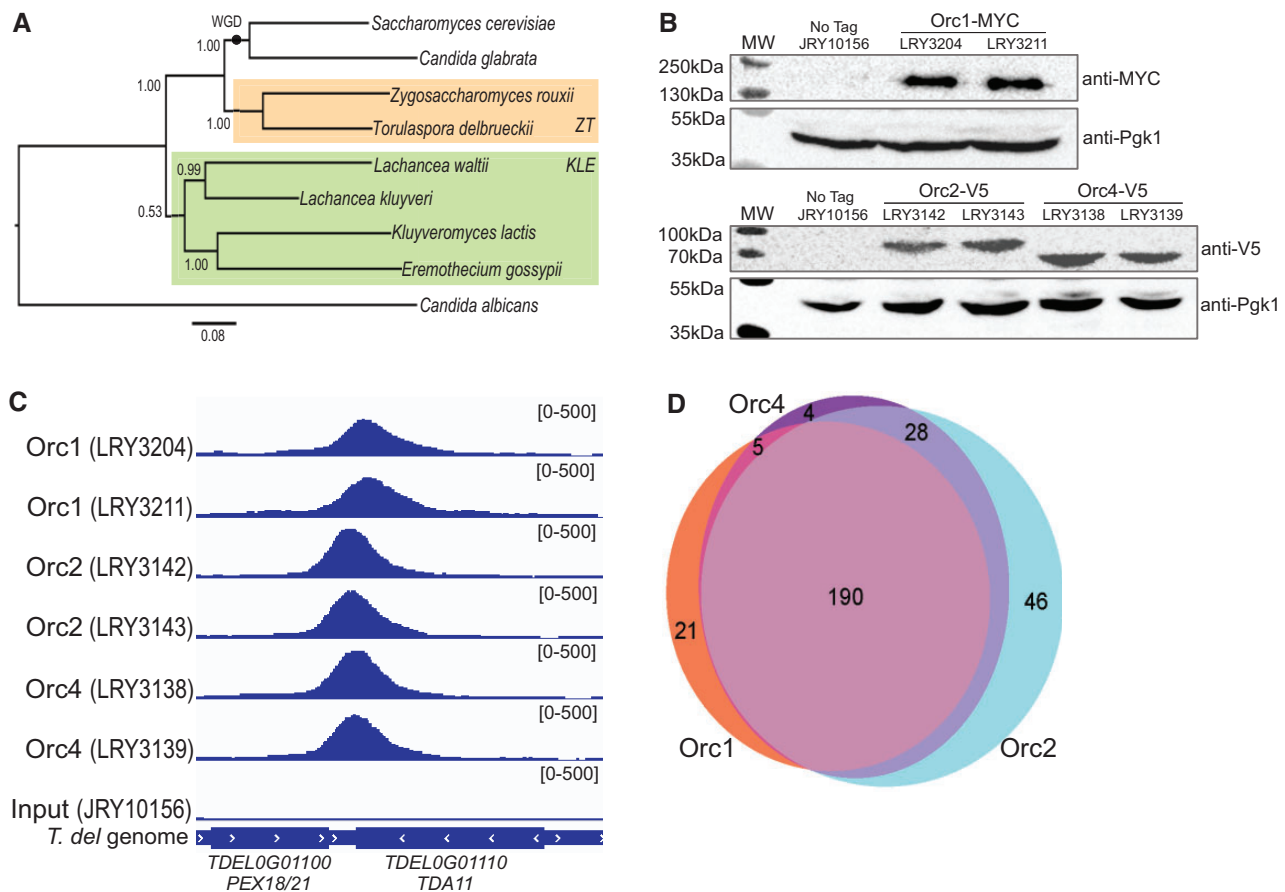 A
WGD
1.00
Saccharomyces cerevisiae
Candida glabrata
1.00
Zygosaccharomyces rouxii
1.00
Torulaspora delbrueckii
ZT
Lachancea waltii
KLE
0.99
Lachancea kluyveri
0.53
Kluyveromyces lactis
1.00
Eremothecium gossypii
Candida albicans
0.08
B
MW
No Tag
JRY10156
Orc1-MYC
LRY3204
LRY3211
250kDa
130kDa
anti-MYC
55kDa
35kDa
anti-Pgk1
MW
No Tag
JRY10156
Orc2-V5
LRY3142
LRY3143
Orc4-V5
LRY3138
LRY3139
100kDa
70kDa
anti-V5
55kDa
35kDa
anti-Pgk1
C
[0-500]
Orc1 (LRY3204)
[0-500]
Orc1 (LRY3211)
[0-500]
Orc2 (LRY3142)
[0-500]
Orc2 (LRY3143)
[0-500]
Orc4 (LRY3138)
[0-500]
Orc4 (LRY3139)
[0-500]
Input (JRY10156)
T. del genome
TDEL0G01100
PEX18/21
TDEL0G01110
TDA11
D
Orc4
4
28
5
190
46
21
Orc1
Orc2